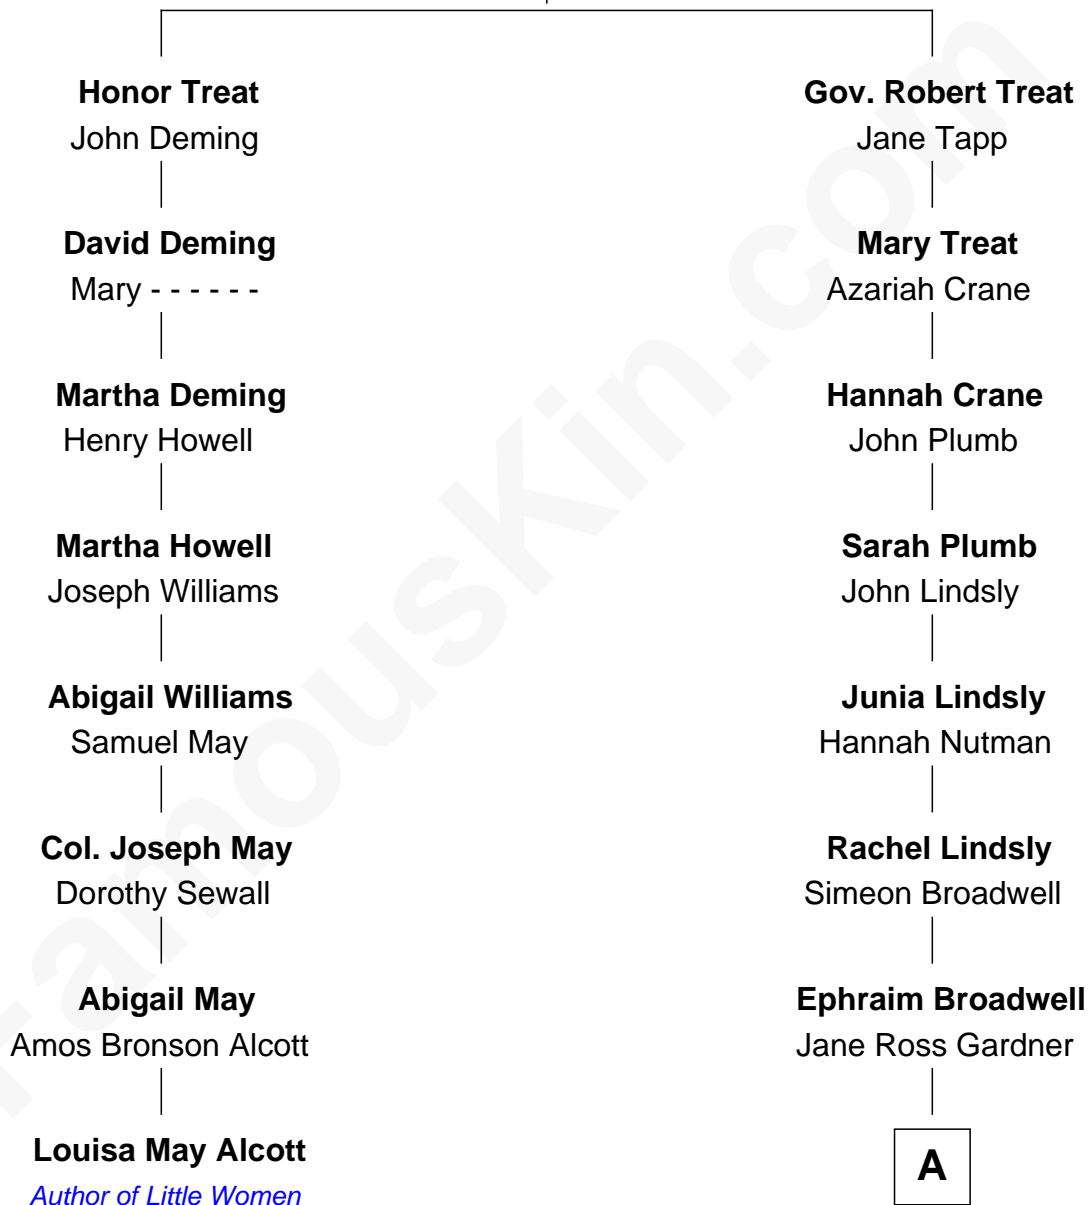 Honor Treat
John Deming
David Deming
Mary - - - - - -
Martha Deming
Henry Howell
Martha Howell
Joseph Williams
Abigail Williams
Samuel May
Col. Joseph May
Dorothy Sewall
Abigail May
Amos Bronson Alcott
Louisa May Alcott
Author of Little Women
Gov. Robert Treat
Jane Tapp
Mary Treat
Azariah Crane
Hannah Crane
John Plumb
Sarah Plumb
John Lindsly
Junia Lindsly
Hannah Nutman
Rachel Lindsly
Simeon Broadwell
Ephraim Broadwell
Jane Ross Gardner
A
FamousKin.com